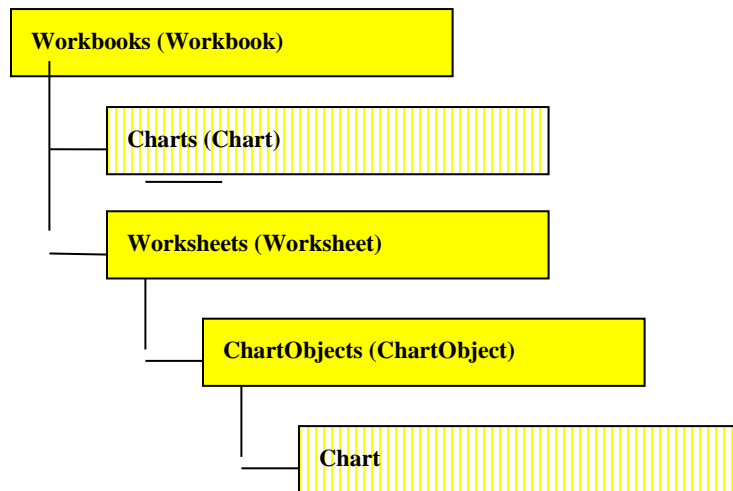 Workbooks (Workbook)
Charts (Chart)
Worksheets (Worksheet)
ChartObjects (ChartObject)
Chart